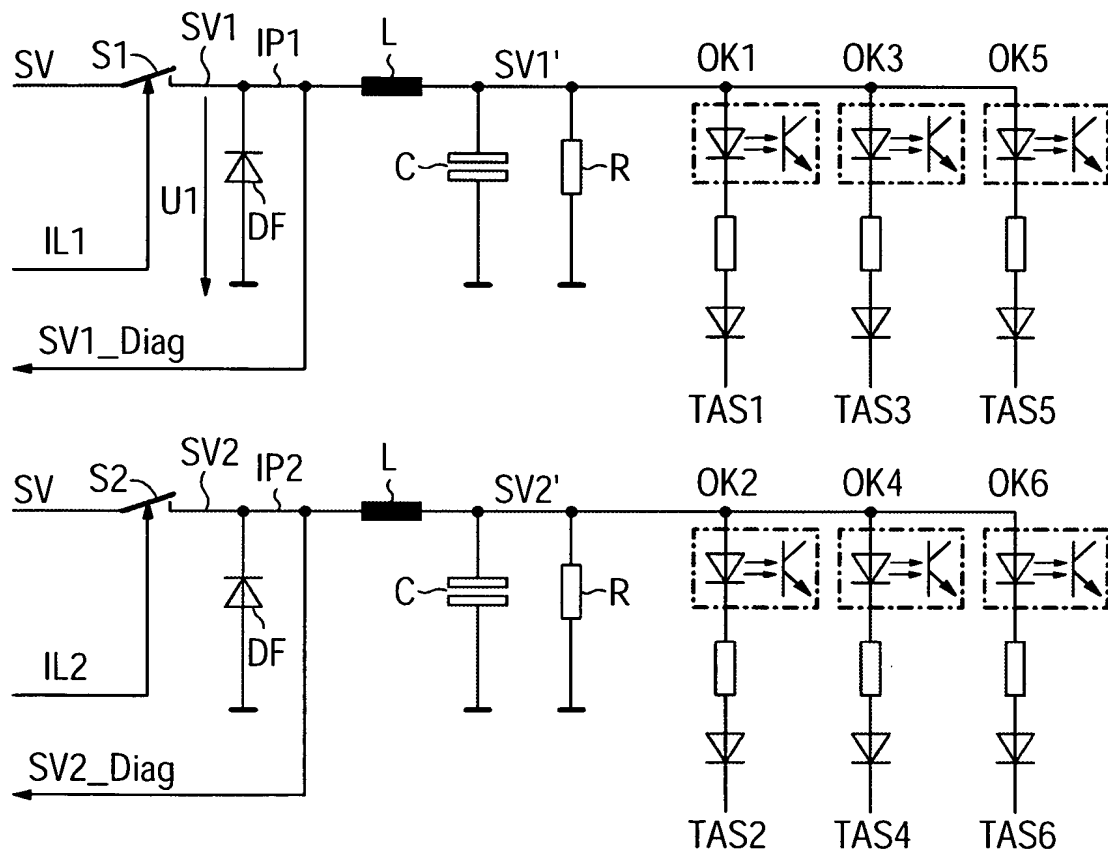 SV S1 SV1 IP1 L SV1' OK1 OK3 OK5
U1 DF C R
IL1
SV1_Diag
TAS1 TAS3 TAS5
SV S2 SV2 IP2 L SV2' OK2 OK4 OK6
DF C R
IL2
SV2_Diag
TAS2 TAS4 TAS6